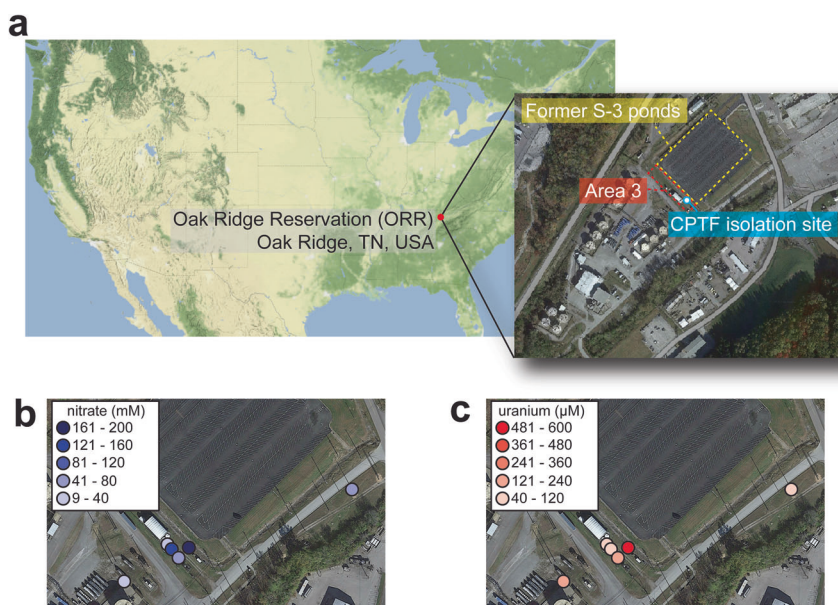 a
Former S-3 ponds
Area 3
CPTF isolation site
Oak Ridge Reservation (ORR)
Oak Ridge, TN, USA
b
nitrate (mM)
161 - 200
121 - 160
81 - 120
41 - 80
9 - 40
c
uranium (µM)
481 - 600
361 - 480
241 - 360
121 - 240
40 - 120